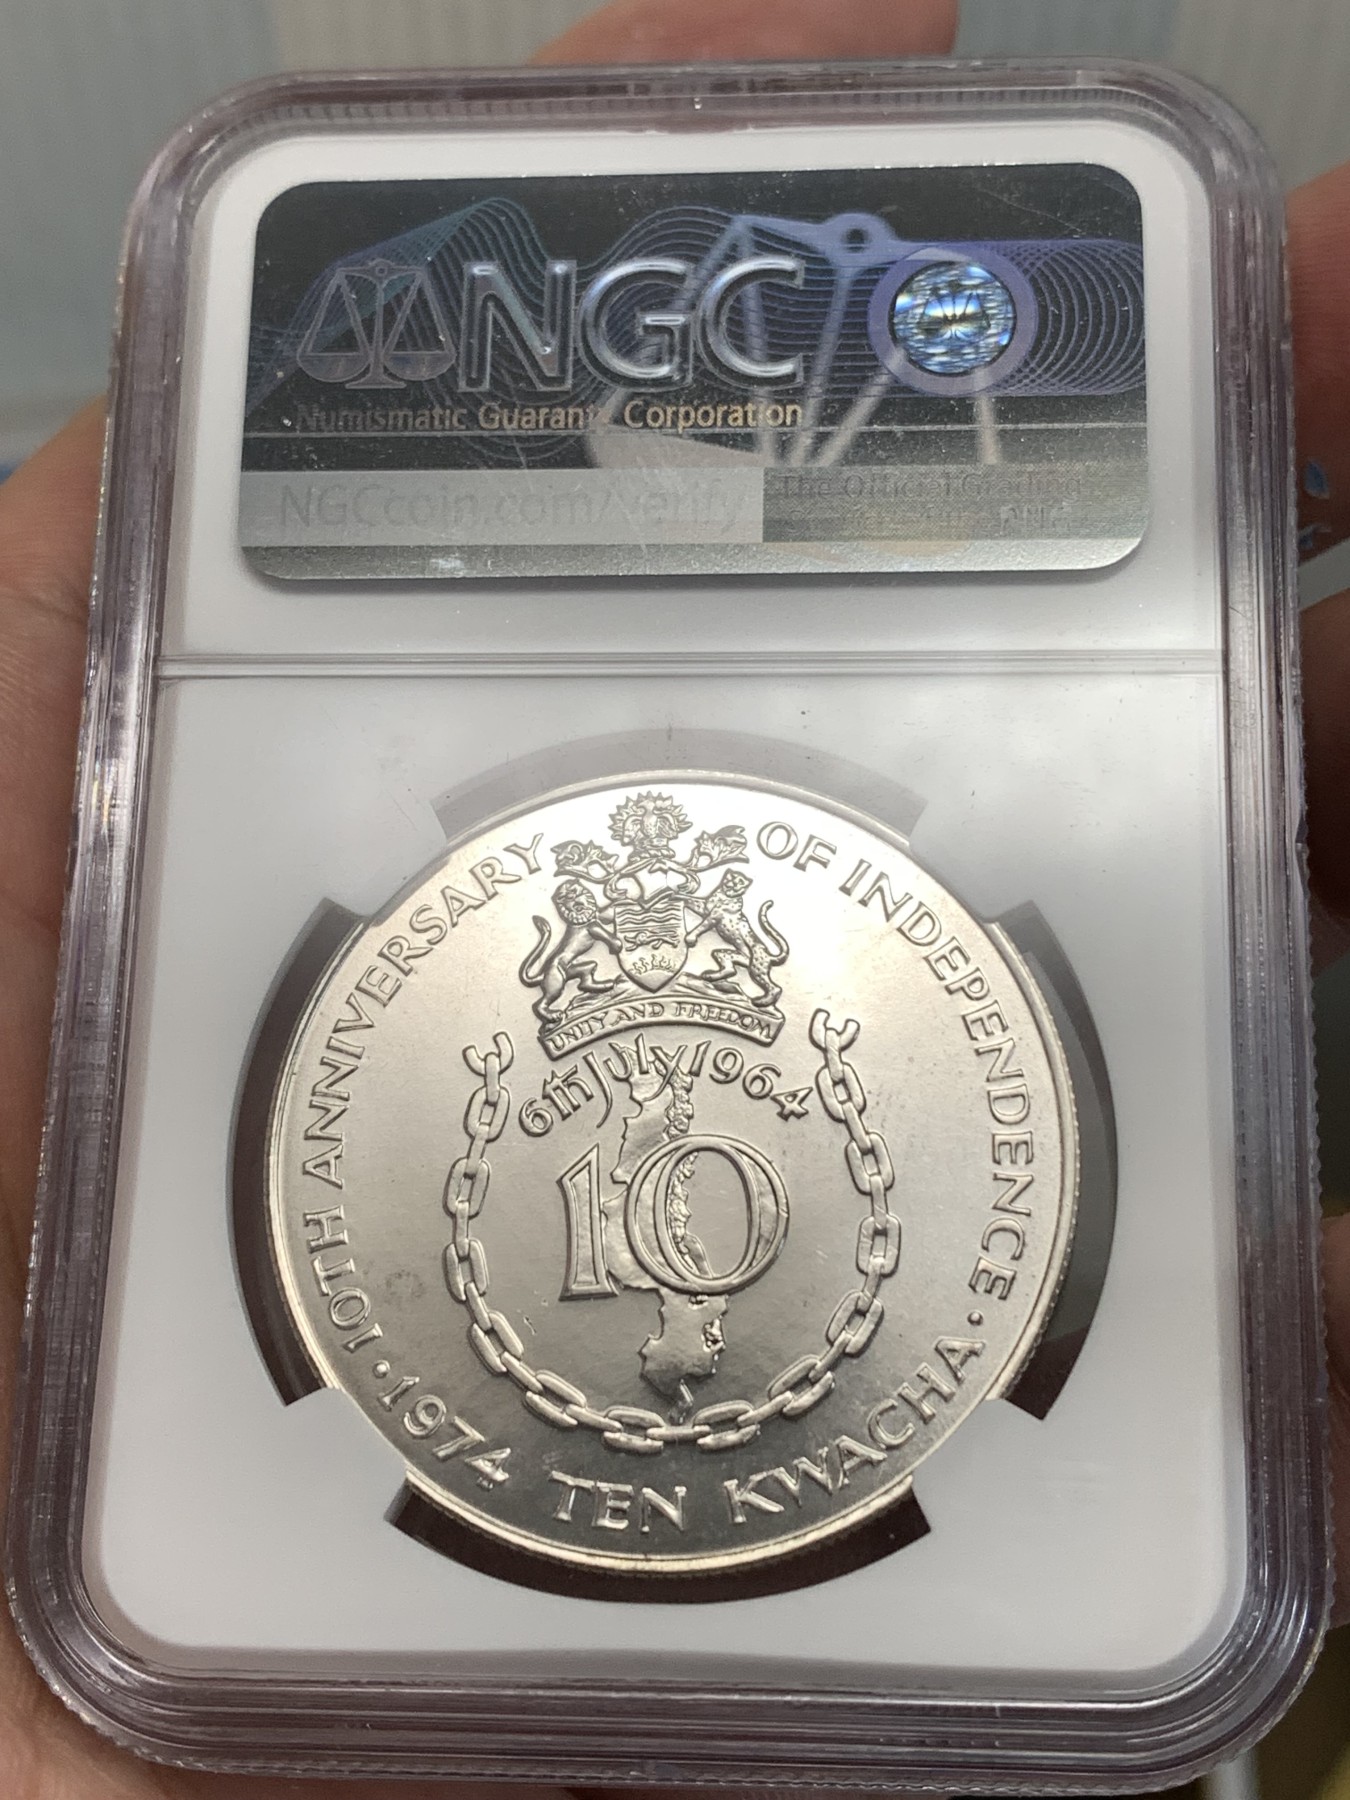 NGC
Numismatic Guaranty Corporation
NGCcoin.com/verify
The Official Grading
10TH ANNIVERSARY OF INDEPENDENCE ·
UNITY AND FREEDOM
6th July 1964
10
· 1974 TEN KWACHA